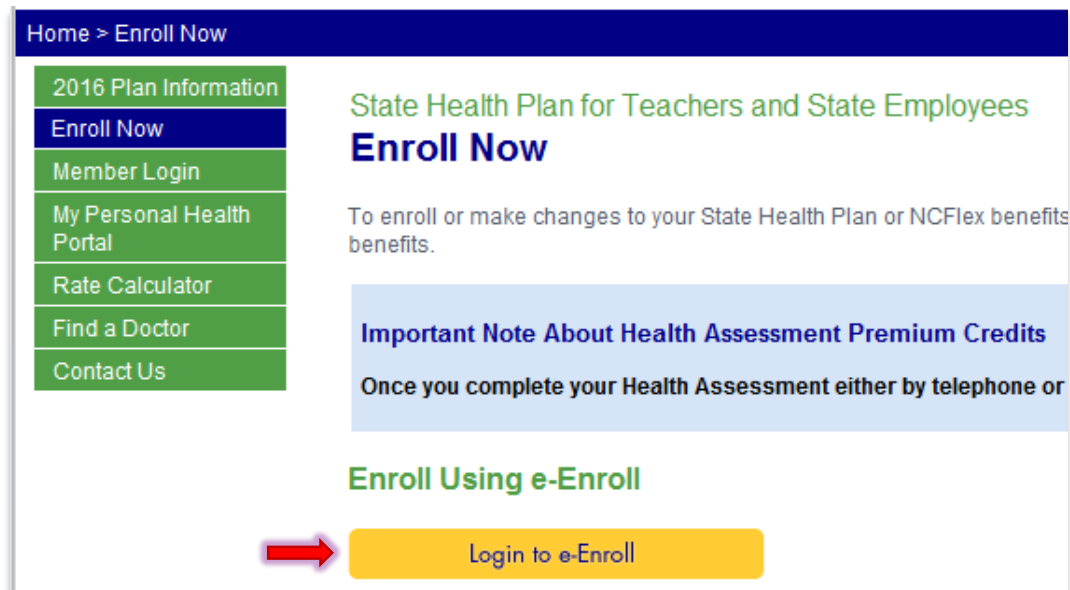 Home > Enroll Now
2016 Plan Information
Enroll Now
Member Login
My Personal Health
Portal
Rate Calculator
Find a Doctor
Contact Us
State Health Plan for Teachers and State Employees
Enroll Now
To enroll or make changes to your State Health Plan or NCFlex benefits
benefits.
Important Note About Health Assessment Premium Credits
Once you complete your Health Assessment either by telephone or
Enroll Using e-Enroll
Login to e-Enroll